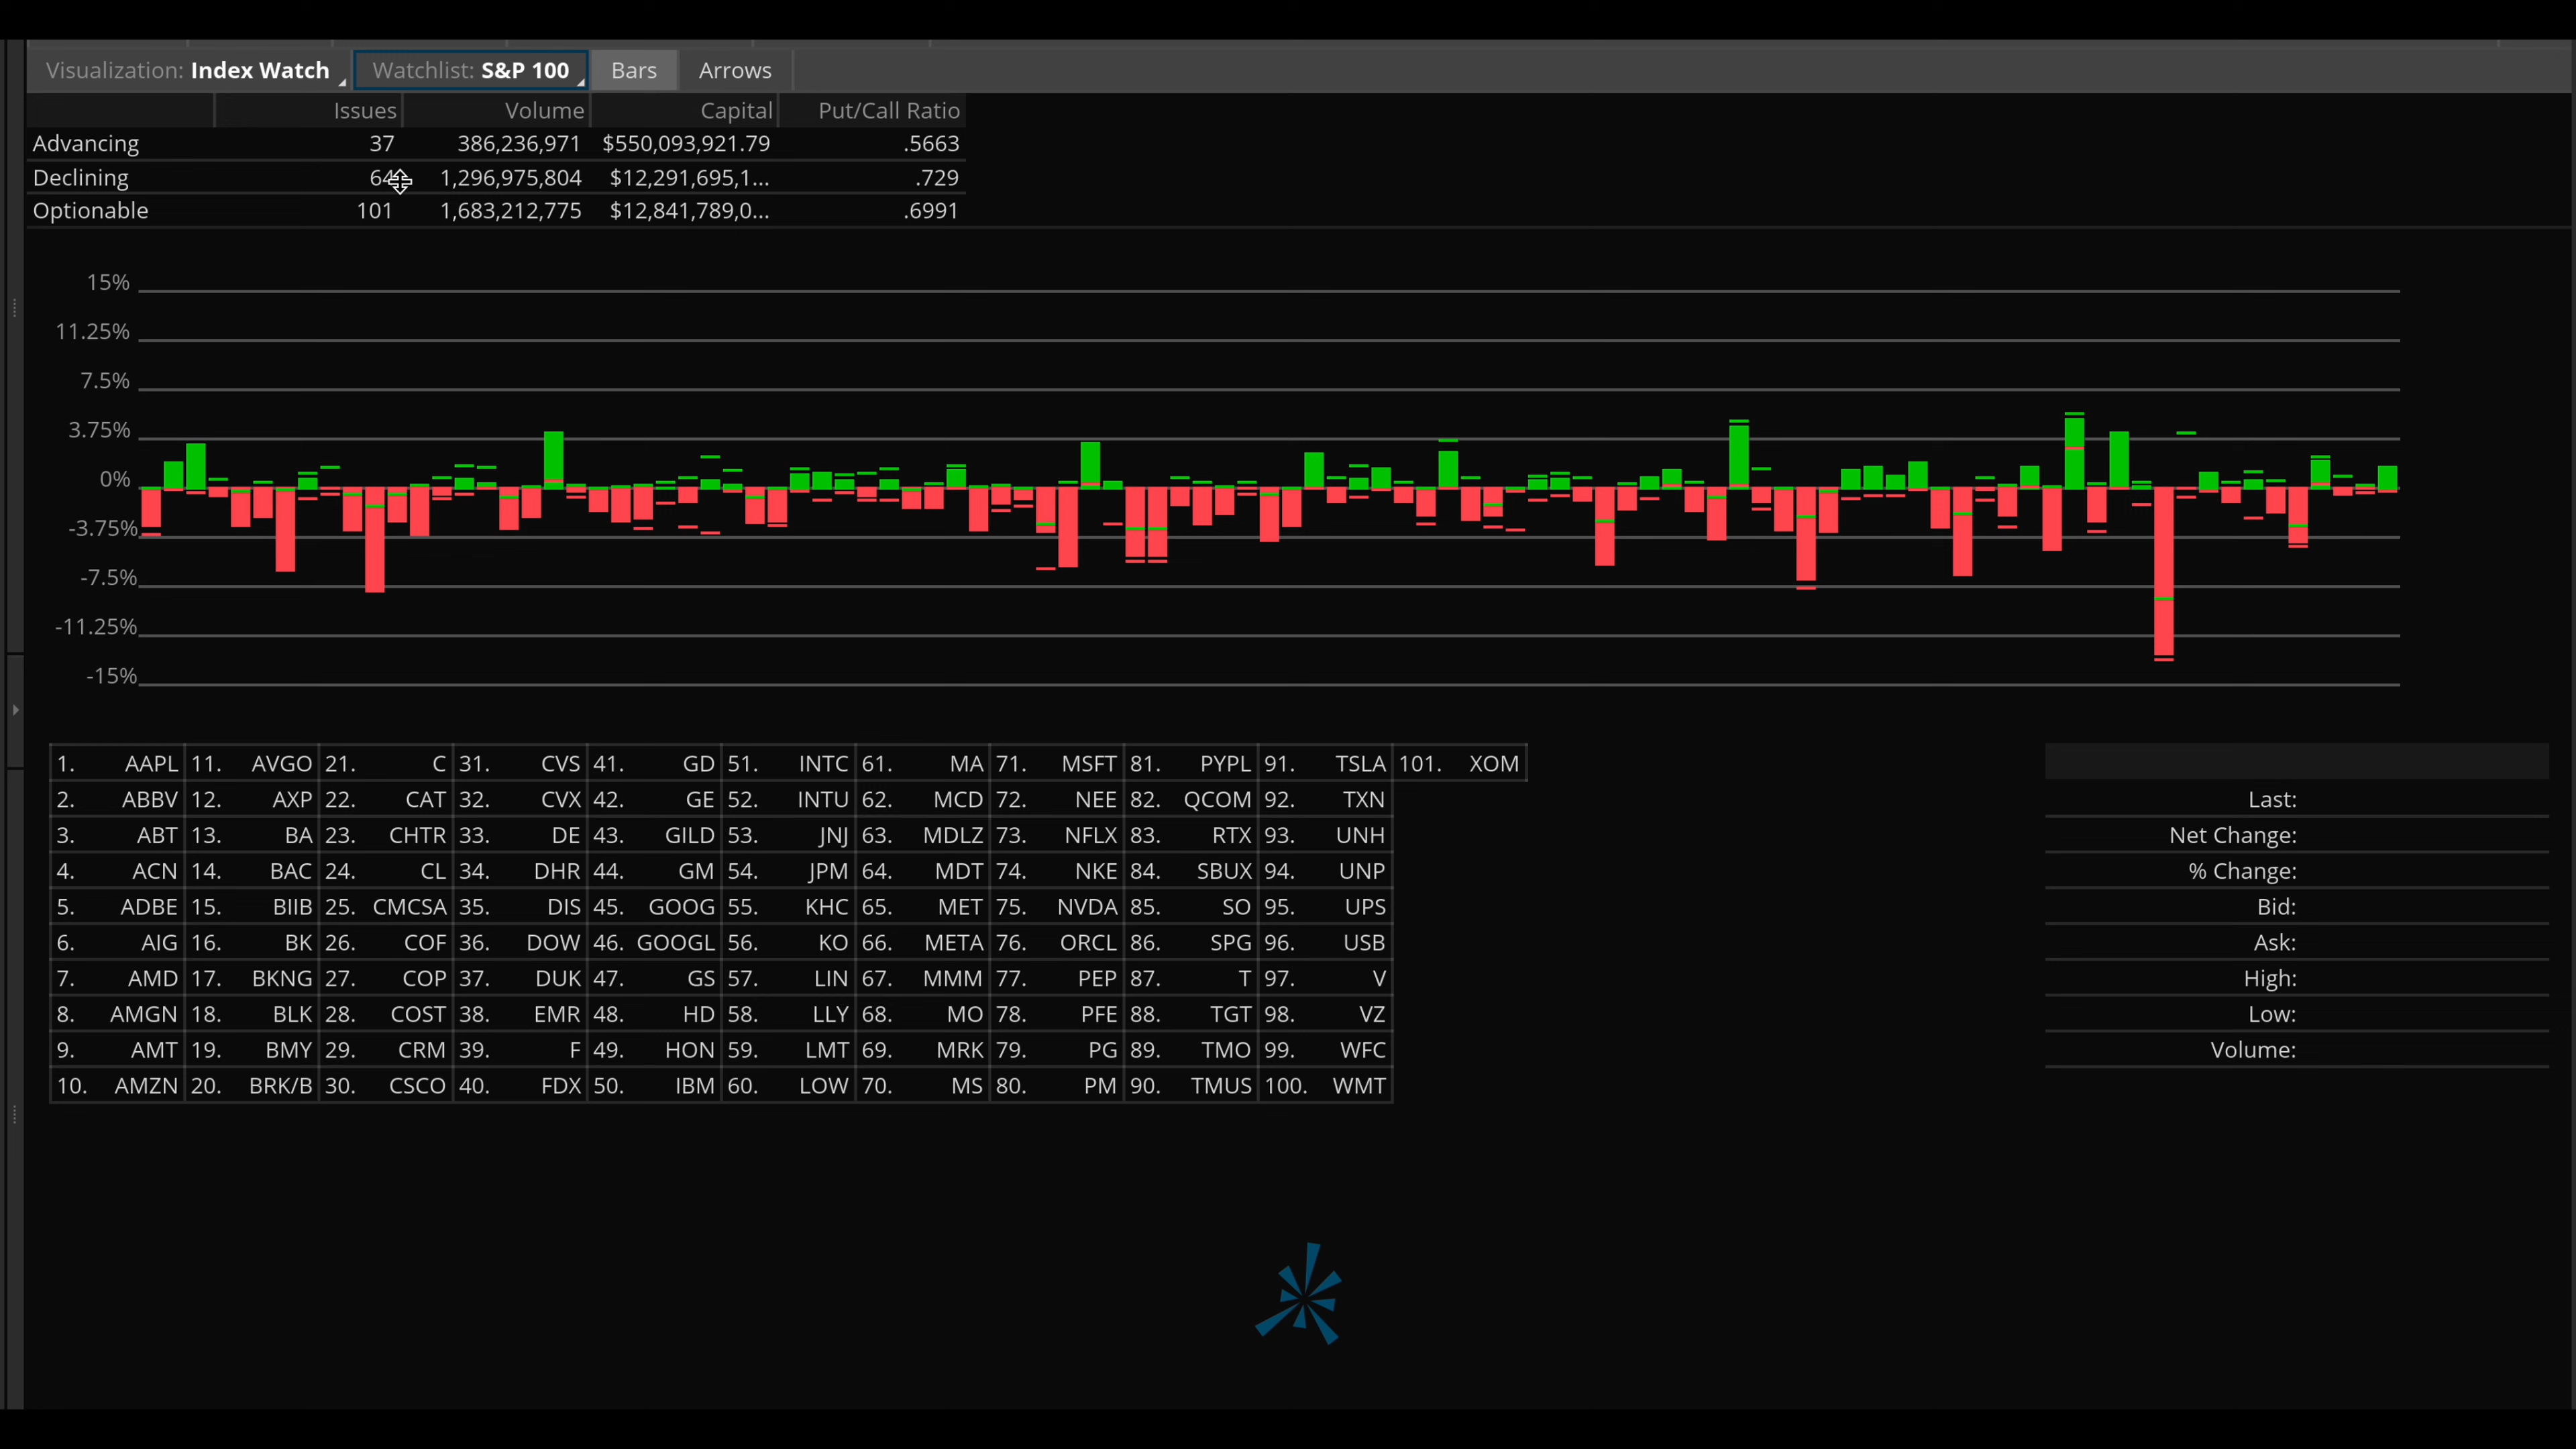 Visualization: Index Watch Watchlist: S&P 100 Bars Arrows
Issues Volume Capital Put/Call Ratio
Advancing 37 386,236,971 $550,093,921.79 .5663
Declining 64 1,296,975,804 $12,291,695,1... .729
Optionable 101 1,683,212,775 $12,841,789,0... .6991
15%
11.25%
7.5%
3.75%
0%
-3.75%
-7.5%
-11.25%
-15%
1. AAPL 11. AVGO 21. C 31. CVS 41. GD 51. INTC 61. MA 71. MSFT 81. PYPL 91. TSLA 101. XOM
2. ABBV 12. AXP 22. CAT 32. CVX 42. GE 52. INTU 62. MCD 72. NEE 82. QCOM 92. TXN Last:
3. ABT 13. BA 23. CHTR 33. DE 43. GILD 53. JNJ 63. MDLZ 73. NFLX 83. RTX 93. UNH Net Change:
4. ACN 14. BAC 24. CL 34. DHR 44. GM 54. JPM 64. MDT 74. NKE 84. SBUX 94. UNP % Change:
5. ADBE 15. BIIB 25. CMCSA 35. DIS 45. GOOG 55. KHC 65. MET 75. NVDA 85. SO 95. UPS Bid:
6. AIG 16. BK 26. COF 36. DOW 46. GOOGL 56. KO 66. META 76. ORCL 86. SPG 96. USB Ask:
7. AMD 17. BKNG 27. COP 37. DUK 47. GS 57. LIN 67. MMM 77. PEP 87. T 97. V High:
8. AMGN 18. BLK 28. COST 38. EMR 48. HD 58. LLY 68. MO 78. PFE 88. TGT 98. VZ Low:
9. AMT 19. BMY 29. CRM 39. F 49. HON 59. LMT 69. MRK 79. PG 89. TMO 99. WFC Volume:
10. AMZN 20. BRK/B 30. CSCO 40. FDX 50. IBM 60. LOW 70. MS 80. PM 90. TMUS 100. WMT